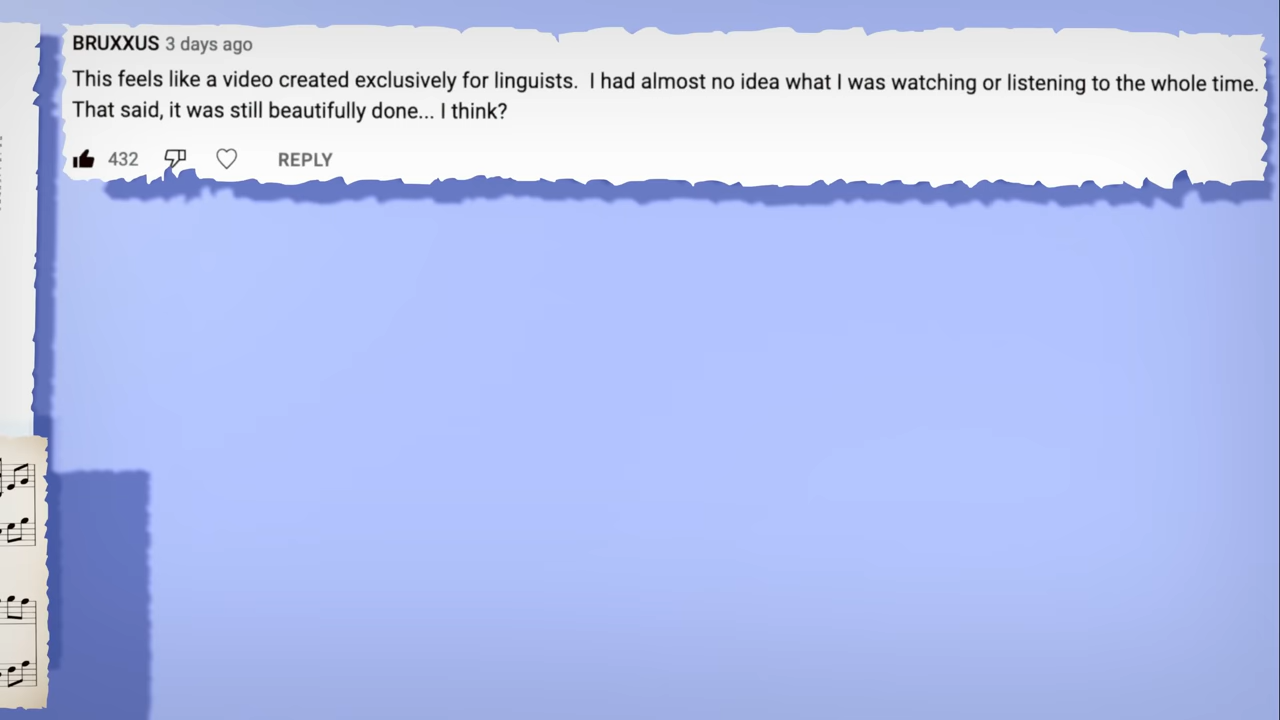 BRUXXUS 3 days ago
This feels like a video created exclusively for linguists.  I had almost no idea what I was watching or listening to the whole time.
That said, it was still beautifully done... I think?
432 REPLY